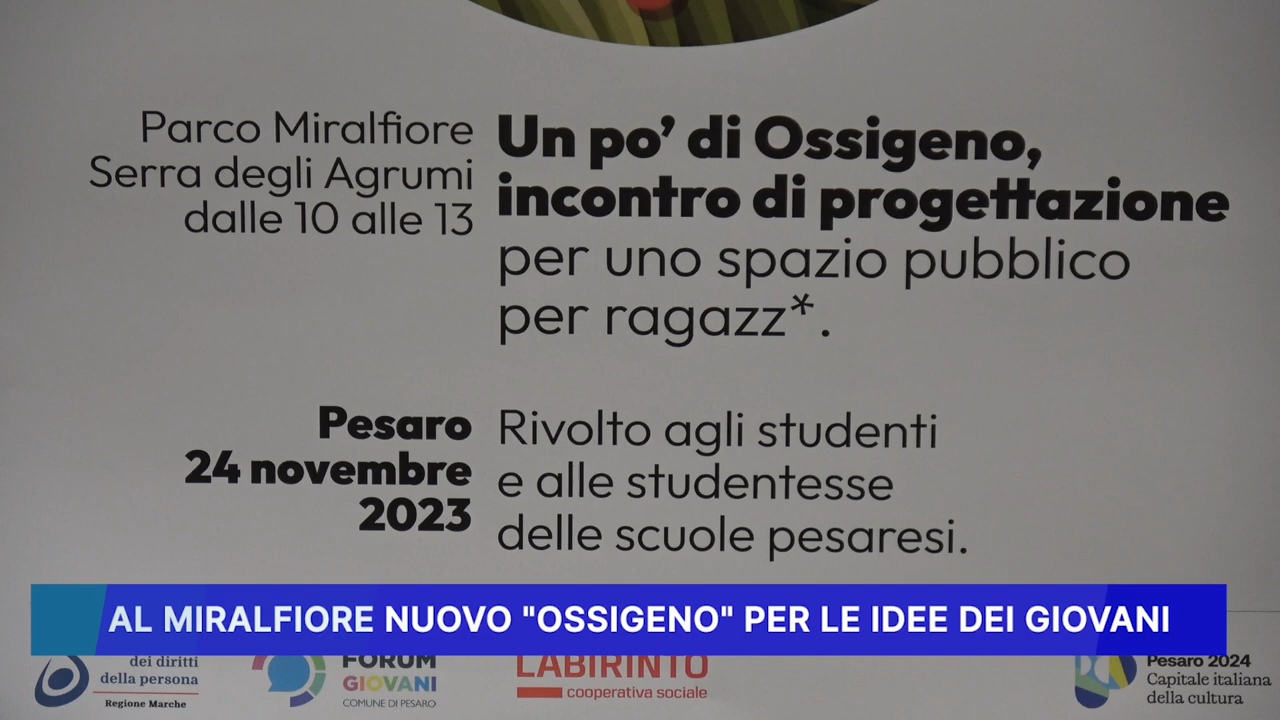 Parco Miralfiore
Serra degli Agrumi
dalle 10 alle 13
Un po' di Ossigeno,
incontro di progettazione
per uno spazio pubblico
per ragazz*.
Pesaro
24 novembre
2023
Rivolto agli studenti
e alle studentesse
delle scuole pesaresi.
AL MIRALFIORE NUOVO "OSSIGENO" PER LE IDEE DEI GIOVANI
dei diritti
della persona
Regione Marche
FORUM
GIOVANI
COMUNE DI PESARO
LABIRINTO
cooperativa sociale
Pesaro 2024
Capitale italiana
della cultura